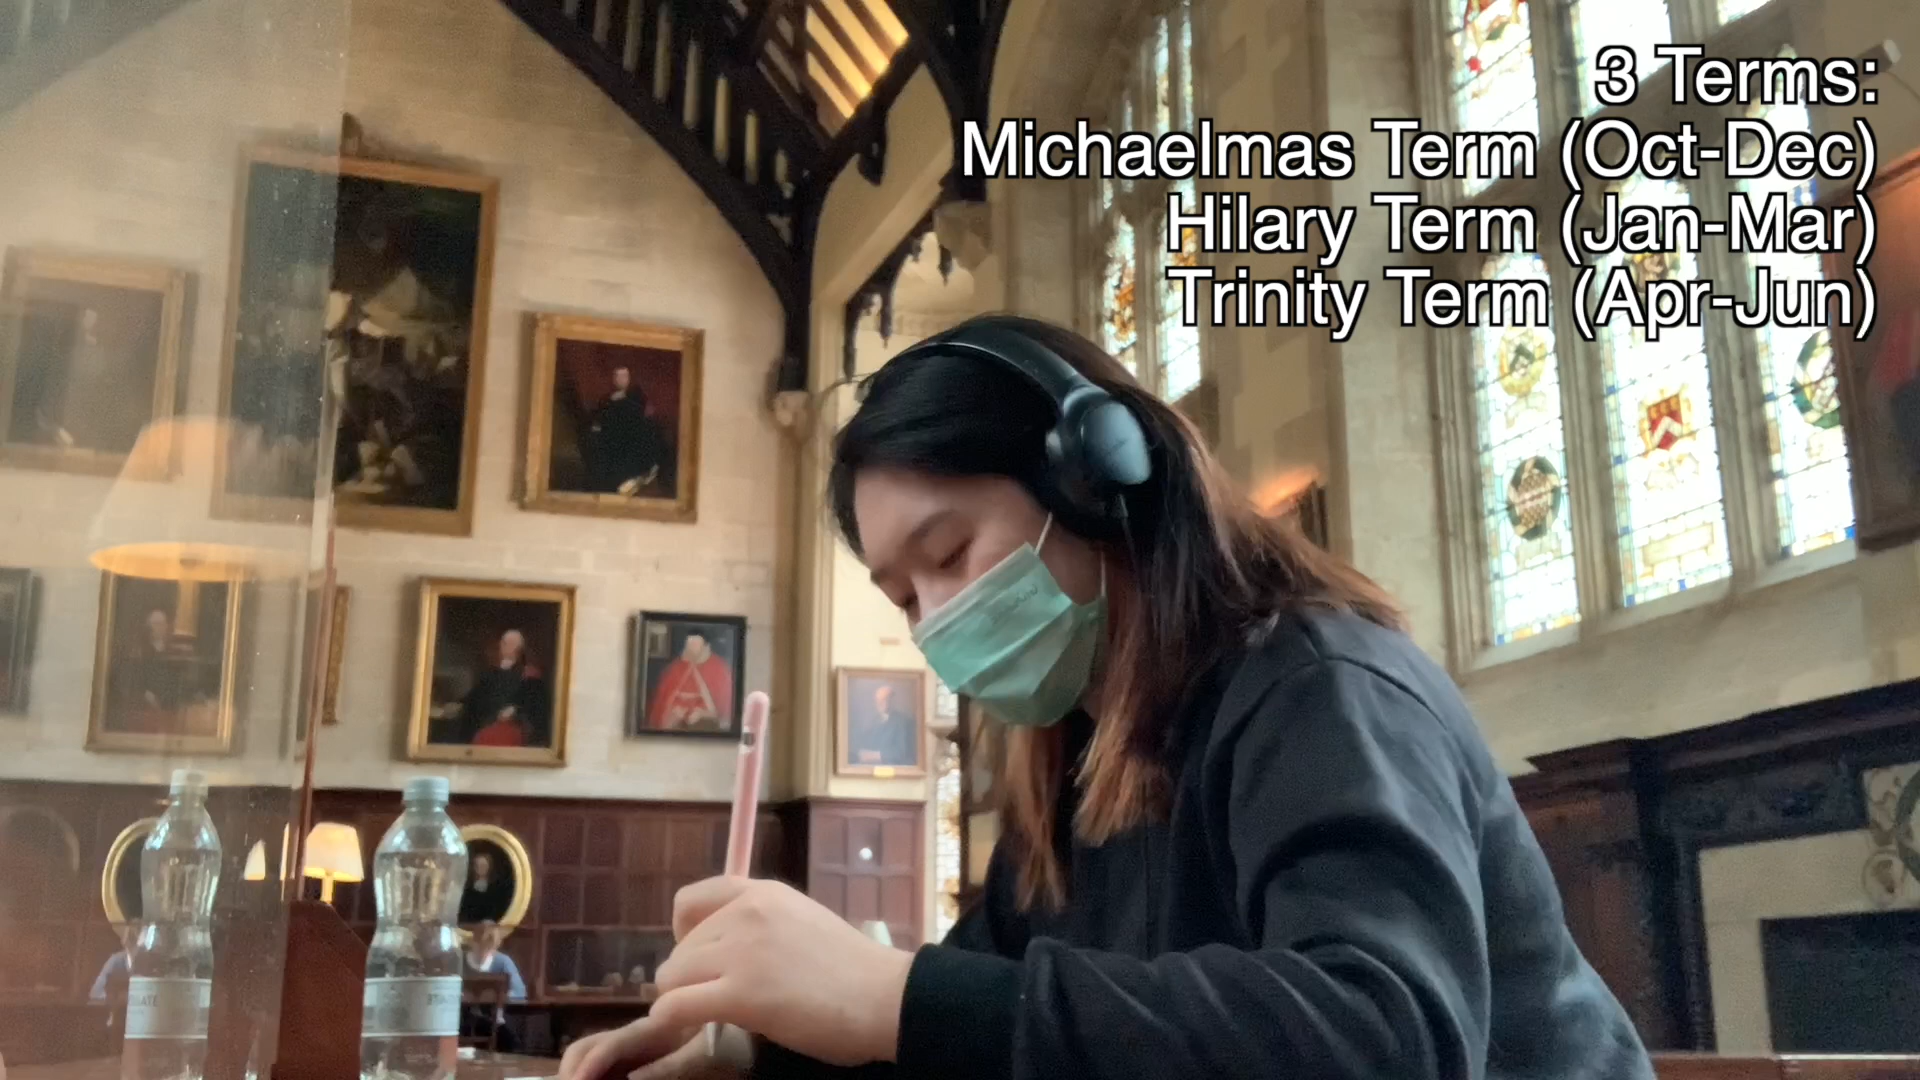 3 Terms:
Michaelmas Term (Oct-Dec)
Hilary Term (Jan-Mar)
Trinity Term (Apr-Jun)